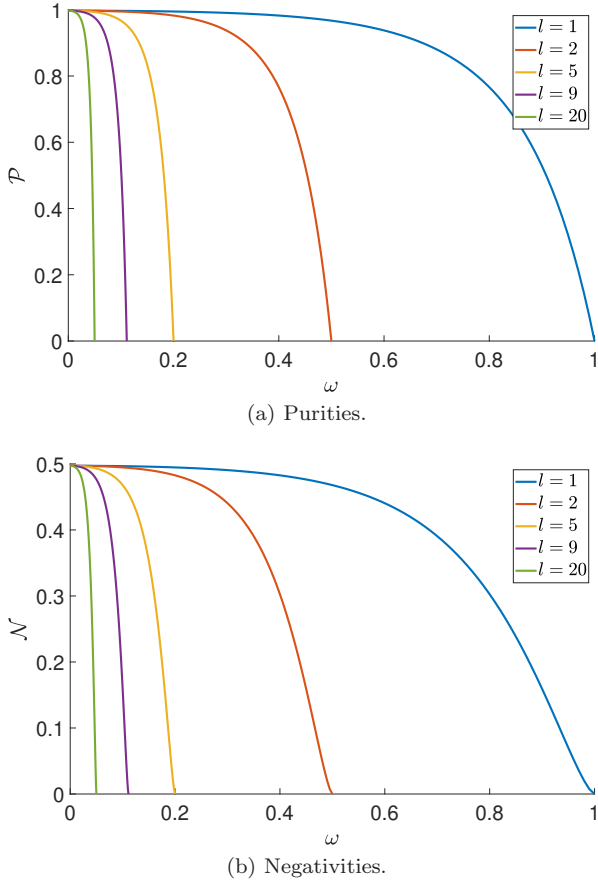 1
0.8
0.6
0.4
0.2
0
𝒫
l = 1
l = 2
l = 5
l = 9
l = 20
0 0.2 0.4 0.6 0.8 1
ω
(a) Purities.
0.5
0.4
0.3
0.2
0.1
0
𝒩
l = 1
l = 2
l = 5
l = 9
l = 20
0 0.2 0.4 0.6 0.8 1
ω
(b) Negativities.